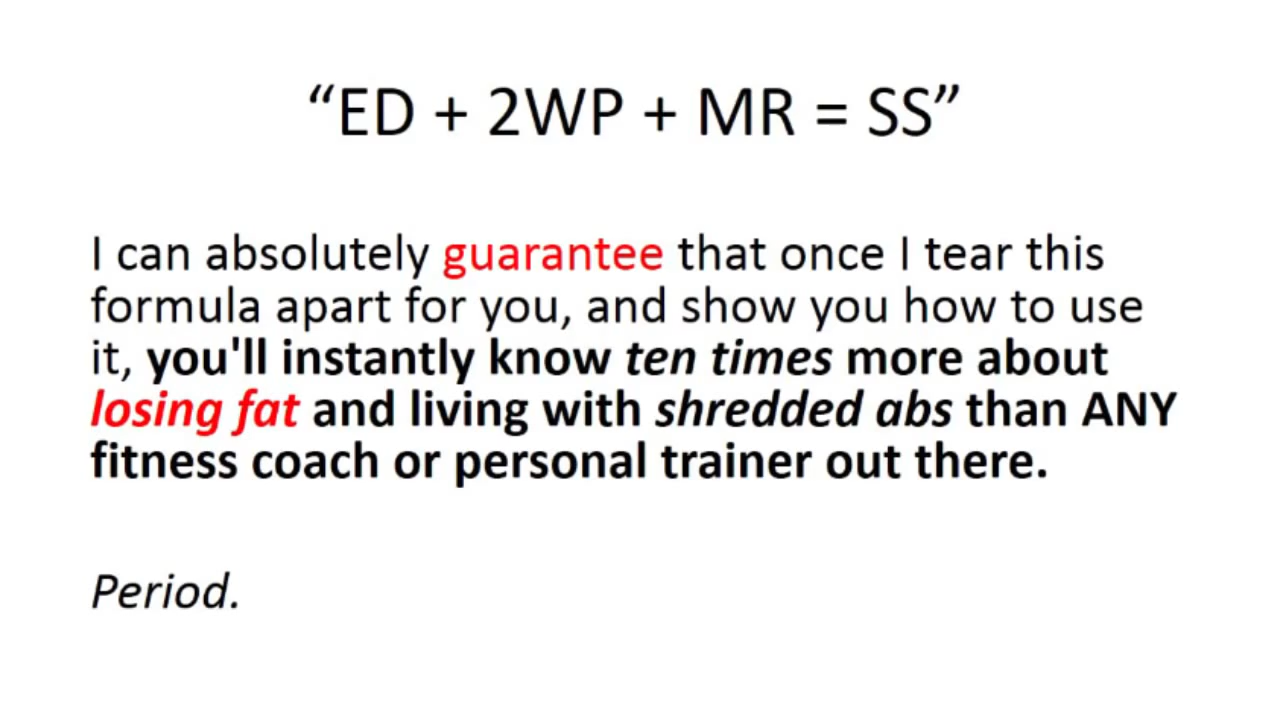 “ED + 2WP + MR = SS”
I can absolutely guarantee that once I tear this
formula apart for you, and show you how to use
it, you'll instantly know ten times more about
losing fat and living with shredded abs than ANY
fitness coach or personal trainer out there.
Period.